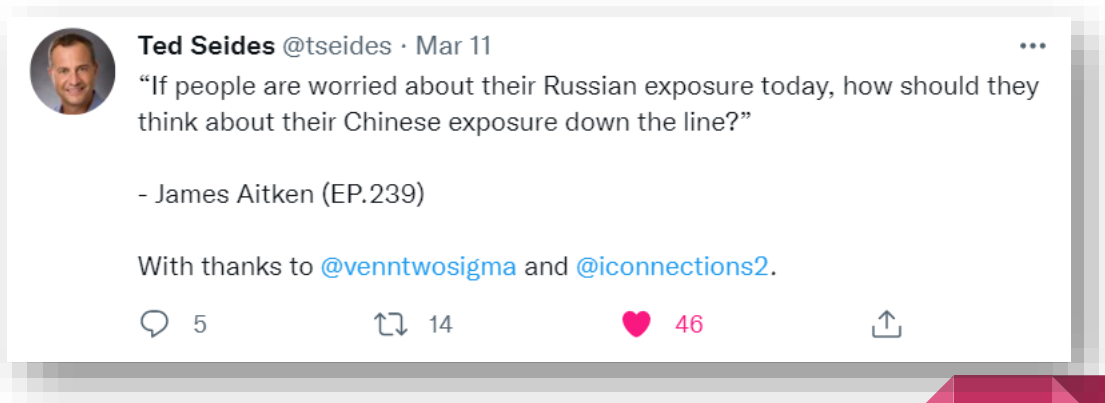 Ted Seides @tseides · Mar 11
“If people are worried about their Russian exposure today, how should they
think about their Chinese exposure down the line?”
- James Aitken (EP.239)
With thanks to @venntwosigma and @iconnections2.
5 14 46